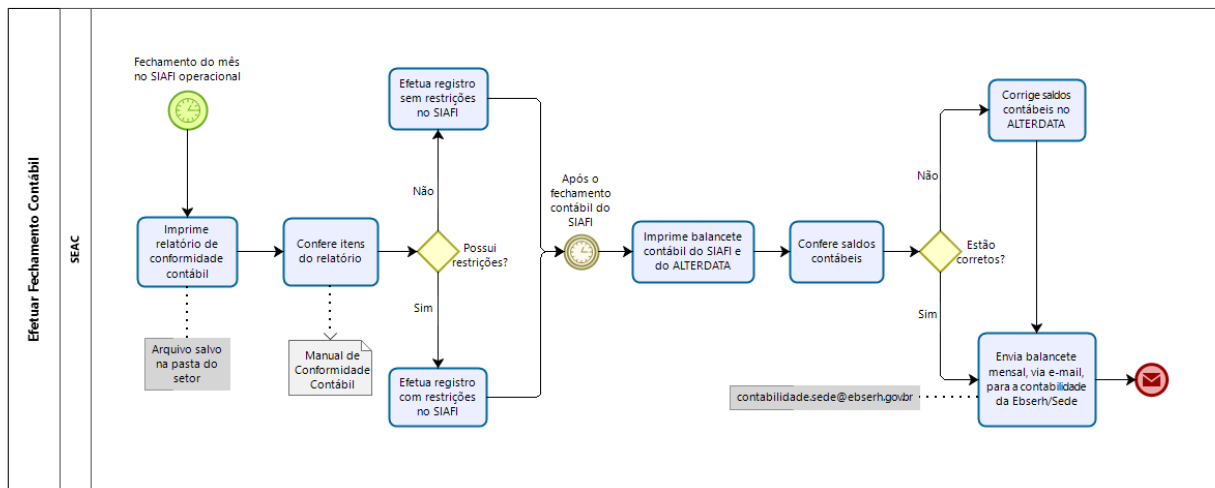 Efetuar Fechamento Contábil
SEAC
Fechamento do mês
no SIAFI operacional
Imprime
relatório de
conformidade
contábil
Arquivo salvo
na pasta do
setor
Confere itens
do relatório
Manual de
Conformidade
Contábil
Possui
restrições?
Não
Efetua registro
sem restrições
no SIAFI
Sim
Efetua registro
com restrições
no SIAFI
Após o
fechamento
contábil do
SIAFI
Imprime balancete
contábil do SIAFI e
do ALTERDATA
Confere saldos
contábeis
Estão
corretos?
Não
Corrige saldos
contábeis no
ALTERDATA
Sim
Envia balancete
mensal, via e-mail,
para a contabilidade
da Ebserh/Sede
contabilidade.sede@ebserh.gov.br